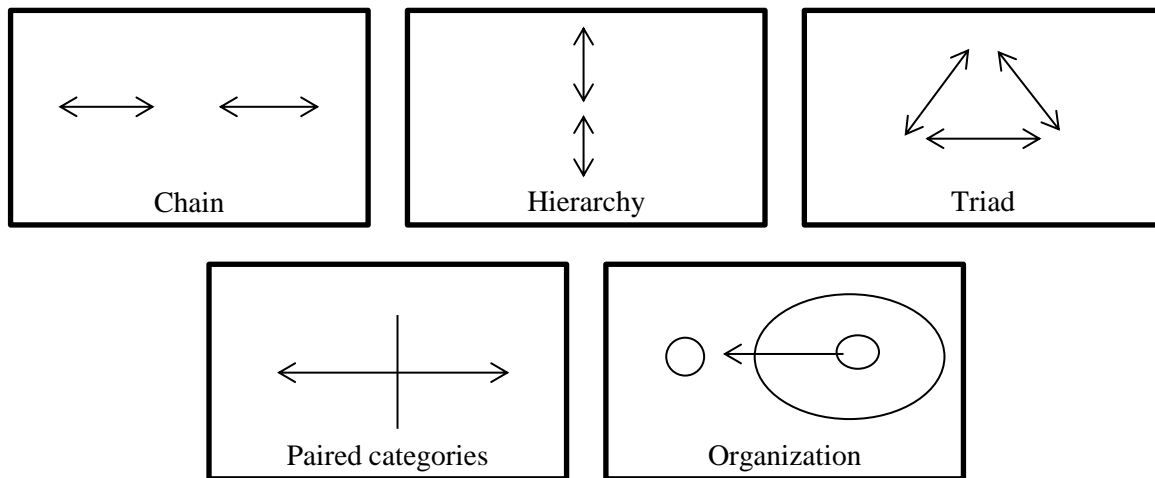 Chain
Hierarchy
Triad
Paired categories
Organization